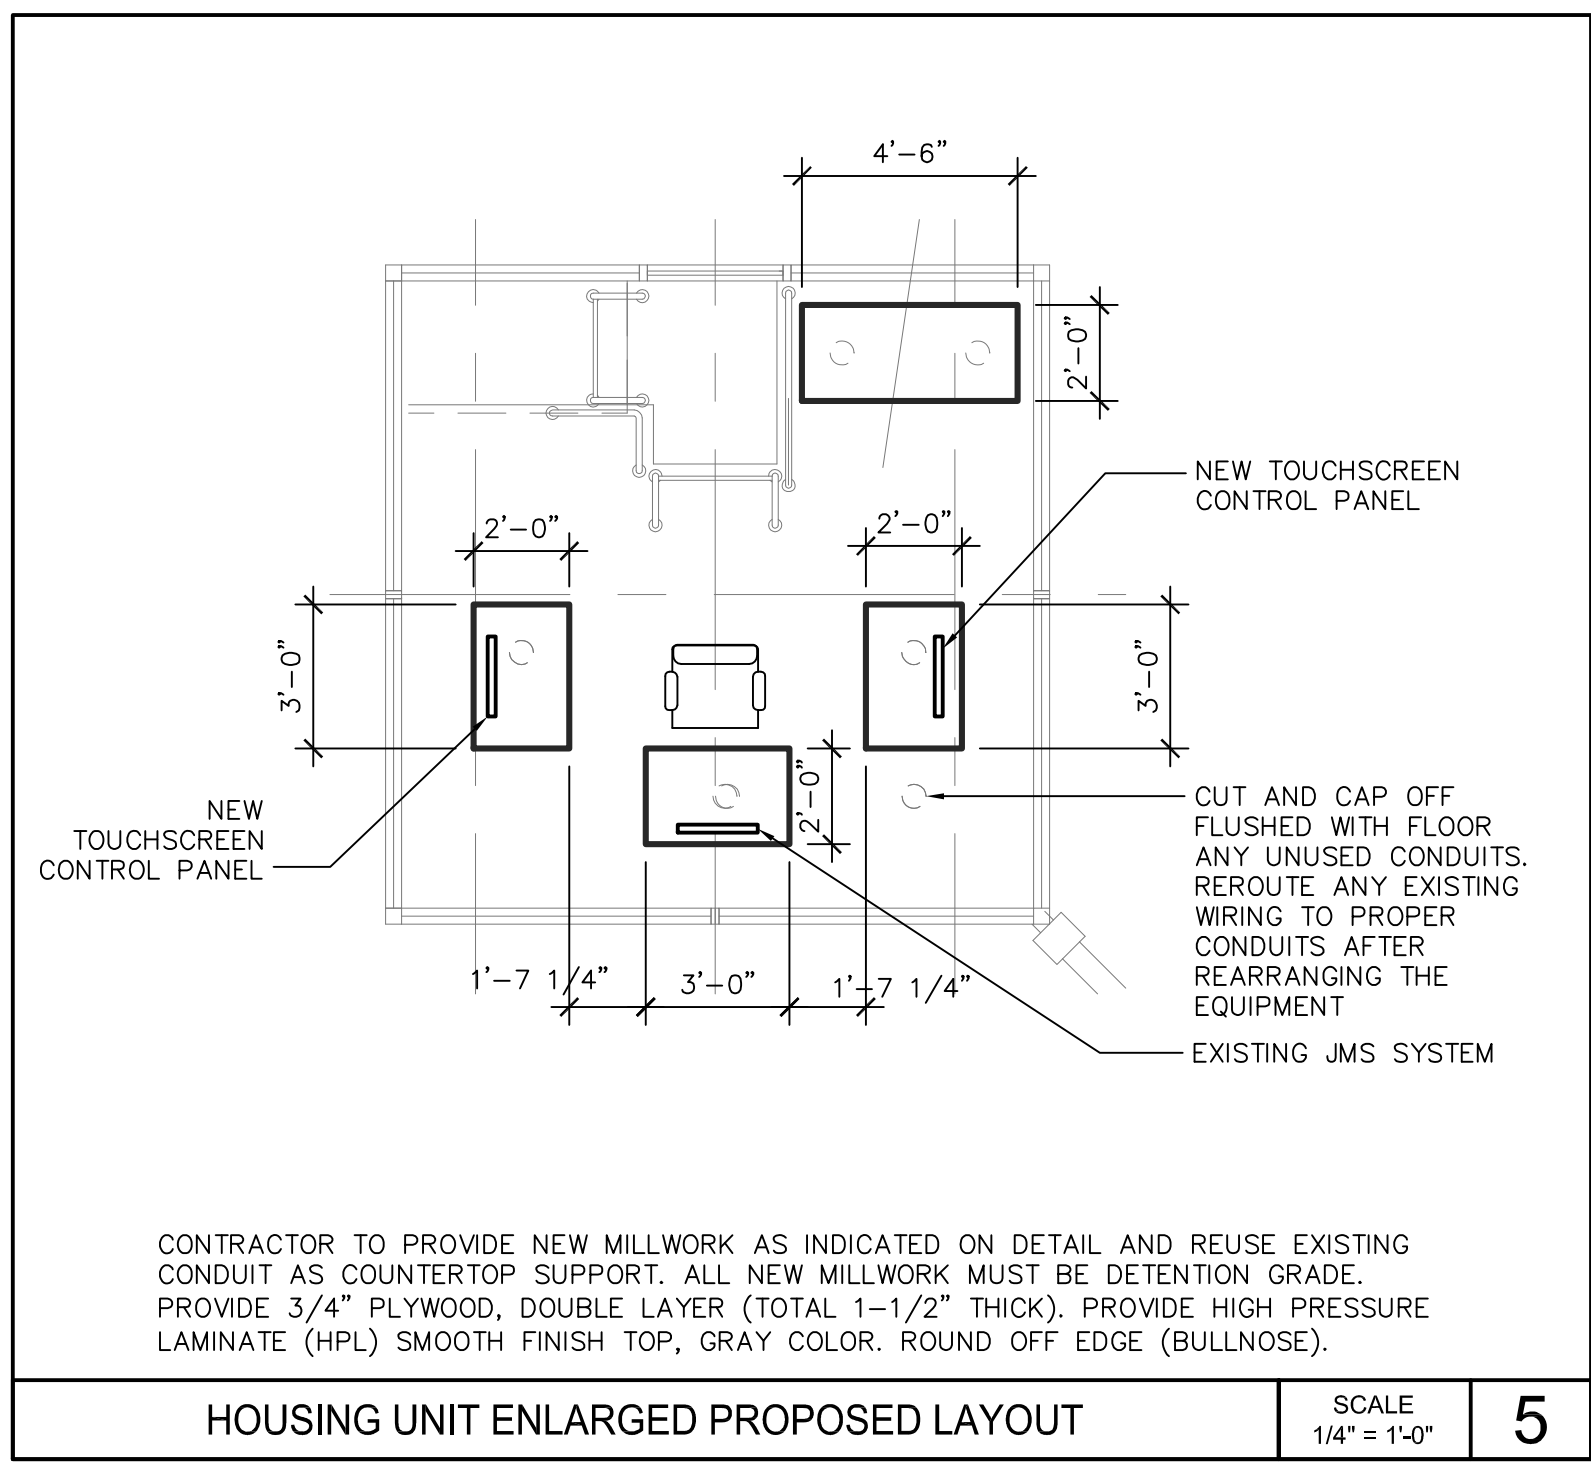 4'-6"
2'-0"
NEW TOUCHSCREEN
CONTROL PANEL
2'-0"
2'-0"
3'-0"
3'-0"
2'-0"
NEW
TOUCHSCREEN
CONTROL PANEL
CUT AND CAP OFF
FLUSHED WITH FLOOR
ANY UNUSED CONDUITS.
REROUTE ANY EXISTING
WIRING TO PROPER
CONDUITS AFTER
REARRANGING THE
EQUIPMENT
1'-7 1/4"
3'-0"
1'-7 1/4"
EXISTING JMS SYSTEM
CONTRACTOR TO PROVIDE NEW MILLWORK AS INDICATED ON DETAIL AND REUSE EXISTING
CONDUIT AS COUNTERTOP SUPPORT. ALL NEW MILLWORK MUST BE DETENTION GRADE.
PROVIDE 3/4" PLYWOOD, DOUBLE LAYER (TOTAL 1-1/2" THICK). PROVIDE HIGH PRESSURE
LAMINATE (HPL) SMOOTH FINISH TOP, GRAY COLOR. ROUND OFF EDGE (BULLNOSE).
HOUSING UNIT ENLARGED PROPOSED LAYOUT
SCALE
1/4" = 1'-0"
5